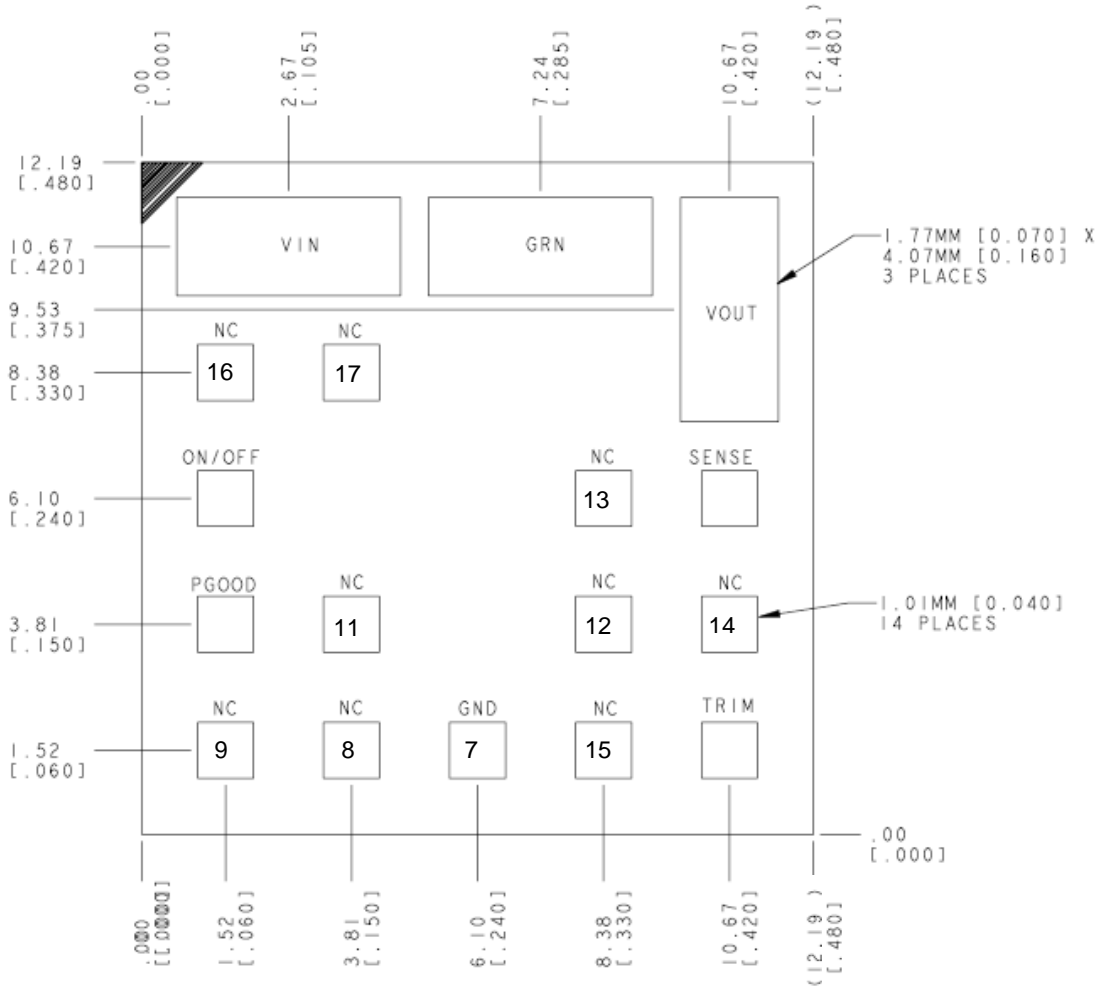 .00
[.000]
2.67
[.105]
7.24
[.285]
10.67
[.420]
(12.19 )
[.480]
12.19
[.480]
10.67
[.420]
VIN
GRN
1.77MM [0.070] X
4.07MM [0.160]
3 PLACES
9.53
[.375]
VOUT
NC
NC
8.38
[.330]
16
17
ON/OFF
NC
SENSE
6.10
[.240]
13
PGOOD
NC
NC
NC
3.81
[.150]
11
12
14
1.01MM [0.040]
14 PLACES
NC
NC
GND
NC
TRIM
1.52
[.060]
9
8
7
15
.00
[.000]
1.52
[.060]
3.81
[.150]
6.10
[.240]
8.38
[.330]
10.67
[.420]
(12.19 )
[.480]